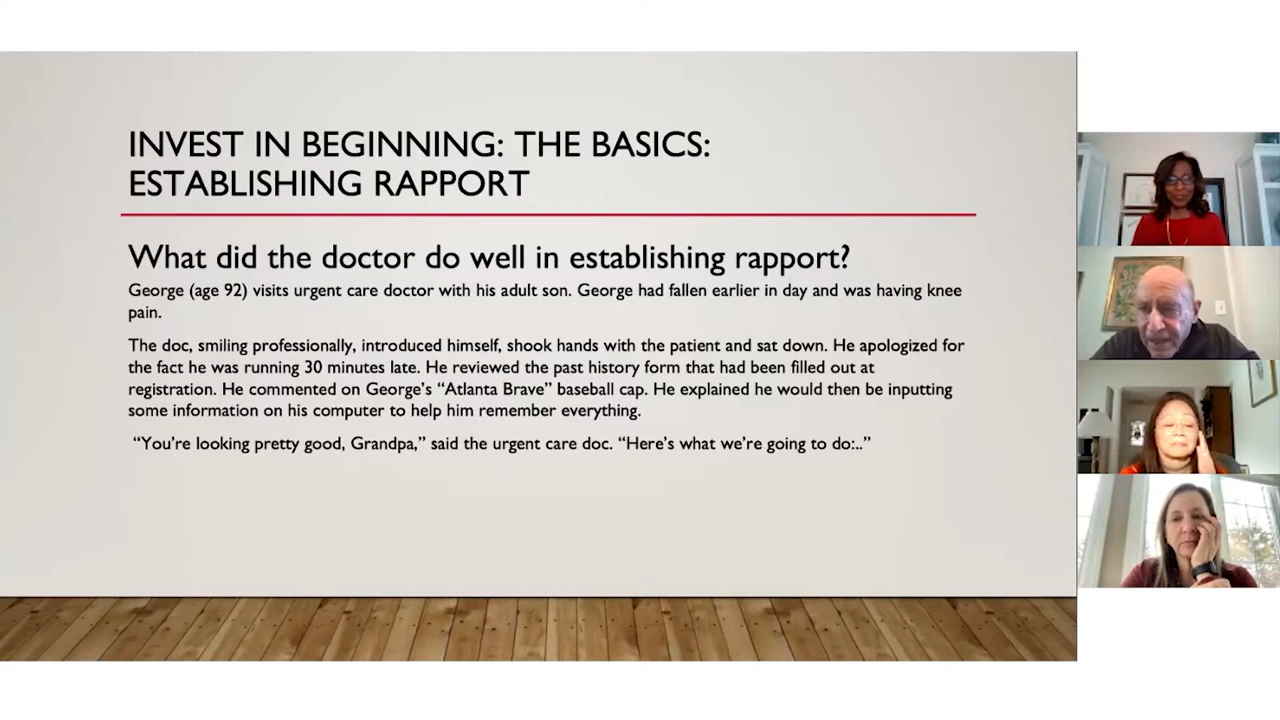 INVEST IN BEGINNING: THE BASICS:
ESTABLISHING RAPPORT
What did the doctor do well in establishing rapport?
George (age 92) visits urgent care doctor with his adult son. George had fallen earlier in day and was having knee
pain.
The doc, smiling professionally, introduced himself, shook hands with the patient and sat down. He apologized for
the fact he was running 30 minutes late. He reviewed the past history form that had been filled out at
registration. He commented on George’s “Atlanta Brave” baseball cap. He explained he would then be inputting
some information on his computer to help him remember everything.
“You’re looking pretty good, Grandpa,” said the urgent care doc. “Here’s what we’re going to do:..”